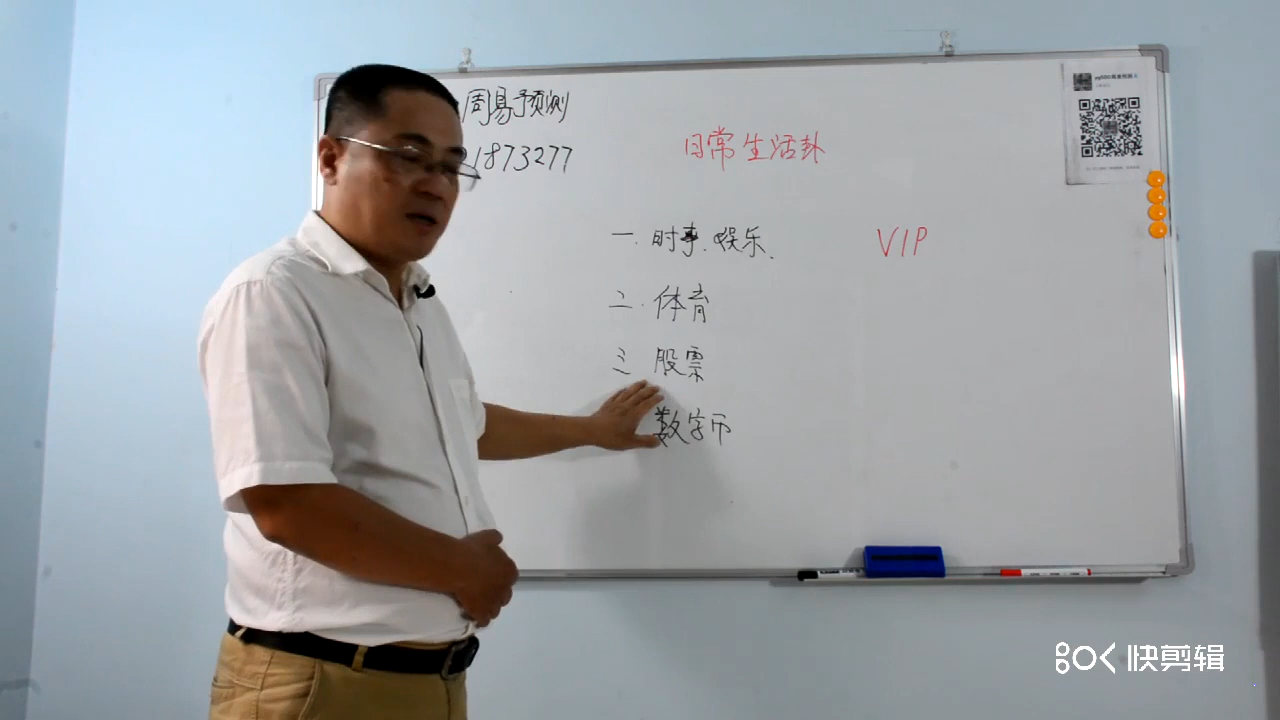 周易预测
1873277
日常生活卦
一. 时事. 娱乐.
VIP
二. 体育
三 股票
数字币
快剪辑